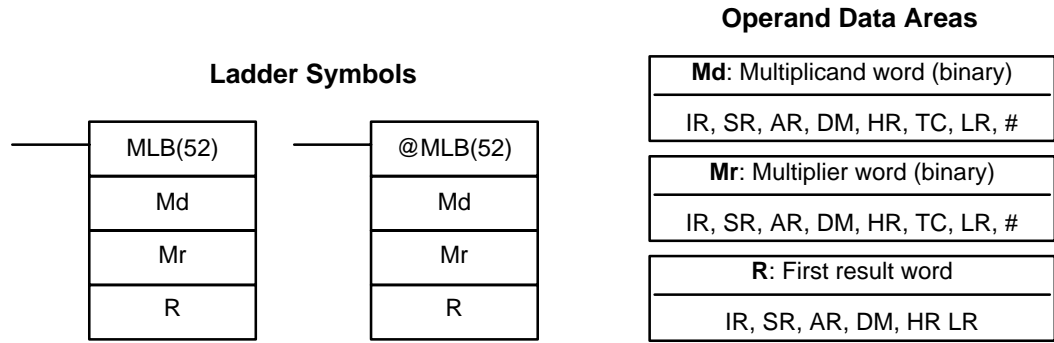 Ladder Symbols
MLB(52)
Md
Mr
R
@MLB(52)
Md
Mr
R
Operand Data Areas
Md: Multiplicand word (binary)
IR, SR, AR, DM, HR, TC, LR, #
Mr: Multiplier word (binary)
IR, SR, AR, DM, HR, TC, LR, #
R: First result word
IR, SR, AR, DM, HR LR